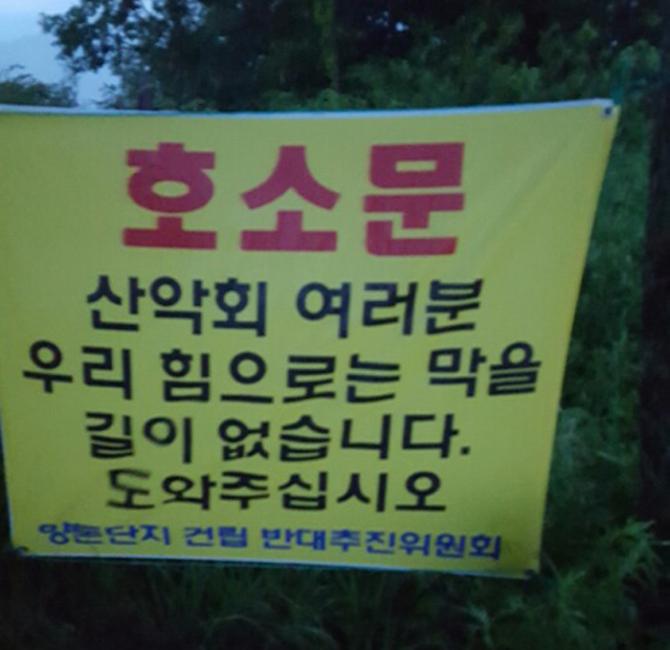 호소문
산악회 여러분
우리 힘으로는 막을
길이 없습니다.
도와주십시오
양돈단지 건립 반대추진위원회